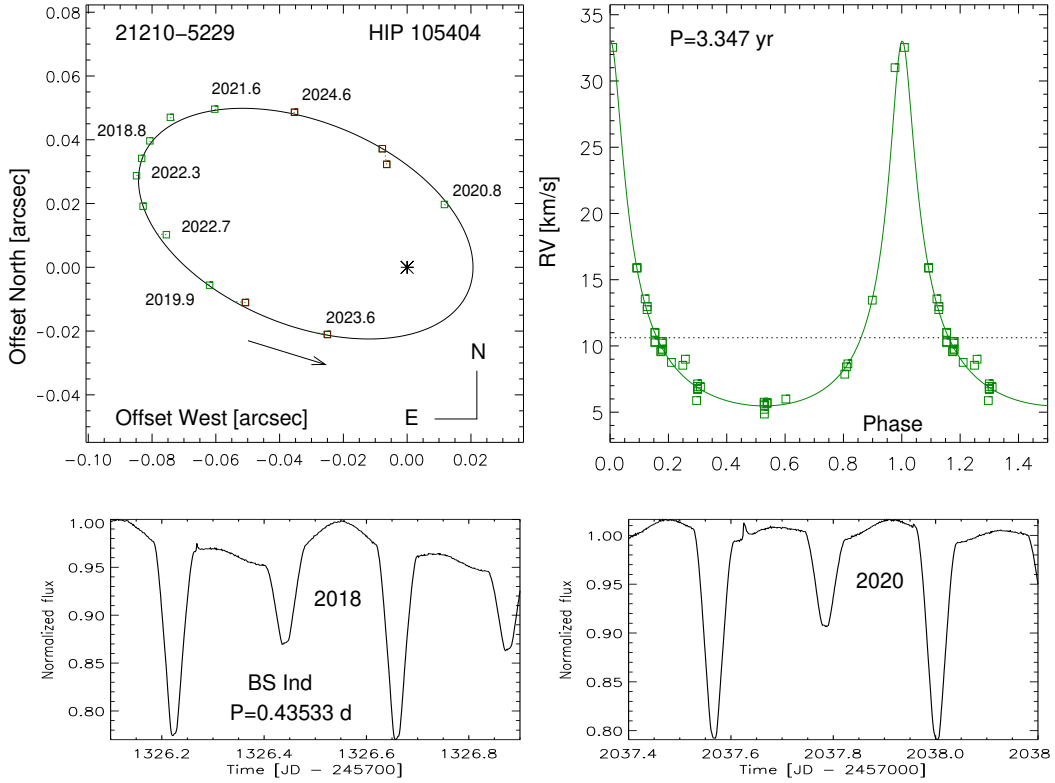 21210−5229 HIP 105404
2021.6
2024.6
2018.8
2022.3
2020.8
2022.7
2019.9
2023.6
N
E
Offset West [arcsec]
Offset North [arcsec]
0.08
0.06
0.04
0.02
0.00
−0.02
−0.04
−0.10 −0.08 −0.06 −0.04 −0.02 0.00 0.02
P=3.347 yr
RV [km/s]
35
30
25
20
15
10
5
Phase
0.0 0.2 0.4 0.6 0.8 1.0 1.2 1.4
Normalized flux
1.00
0.95
0.90
0.85
0.80
2018
BS Ind
P=0.43533 d
1326.2 1326.4 1326.6 1326.8
Time [JD − 2457000]
Normalized flux
1.00
0.95
0.90
0.85
0.80
2020
2037.4 2037.6 2037.8 2038.0 2038
Time [JD − 2457000]